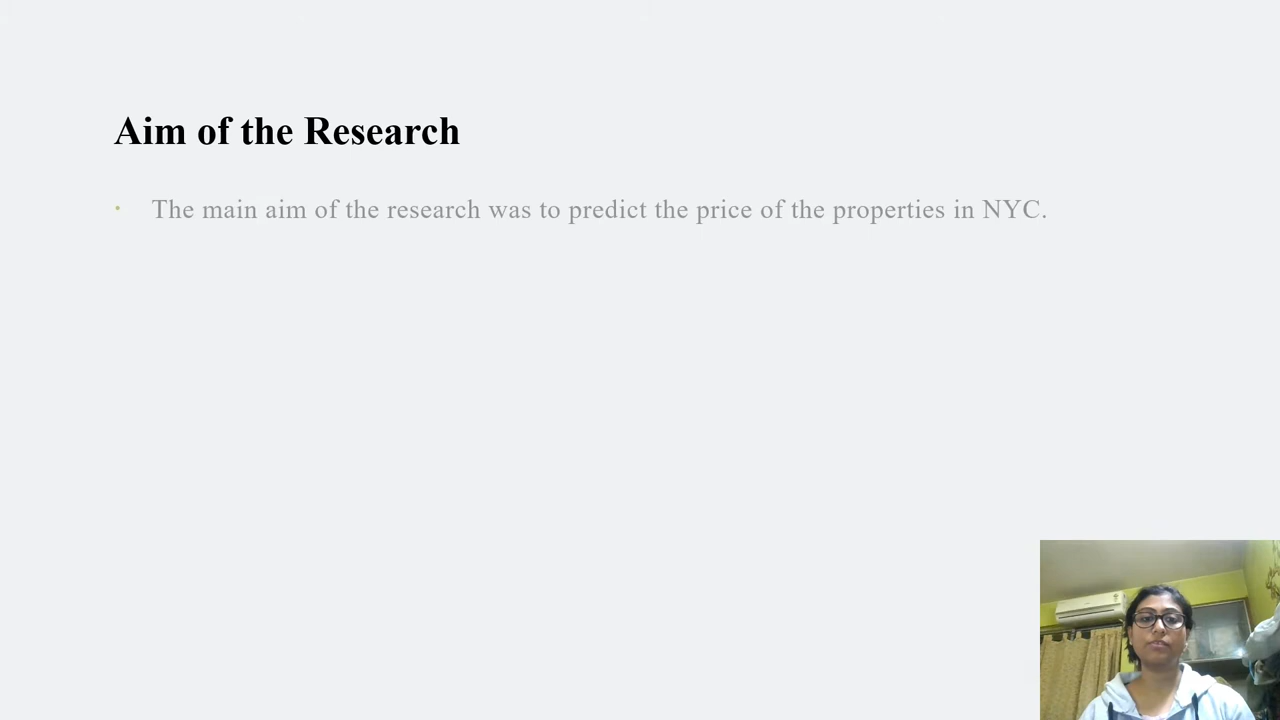 Aim of the Research
The main aim of the research was to predict the price of the properties in NYC.